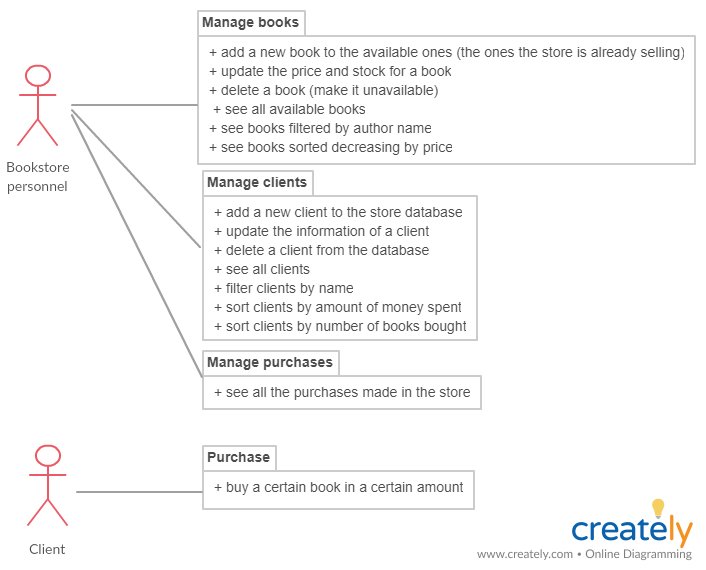 Manage books
+ add a new book to the available ones (the ones the store is already selling)
+ update the price and stock for a book
+ delete a book (make it unavailable)
+ see all available books
+ see books filtered by author name
+ see books sorted decreasing by price
Bookstore
personnel
Manage clients
+ add a new client to the store database
+ update the information of a client
+ delete a client from the database
+ see all clients
+ filter clients by name
+ sort clients by amount of money spent
+ sort clients by number of books bought
Manage purchases
+ see all the purchases made in the store
Purchase
+ buy a certain book in a certain amount
Client
creately
www.creately.com • Online Diagramming